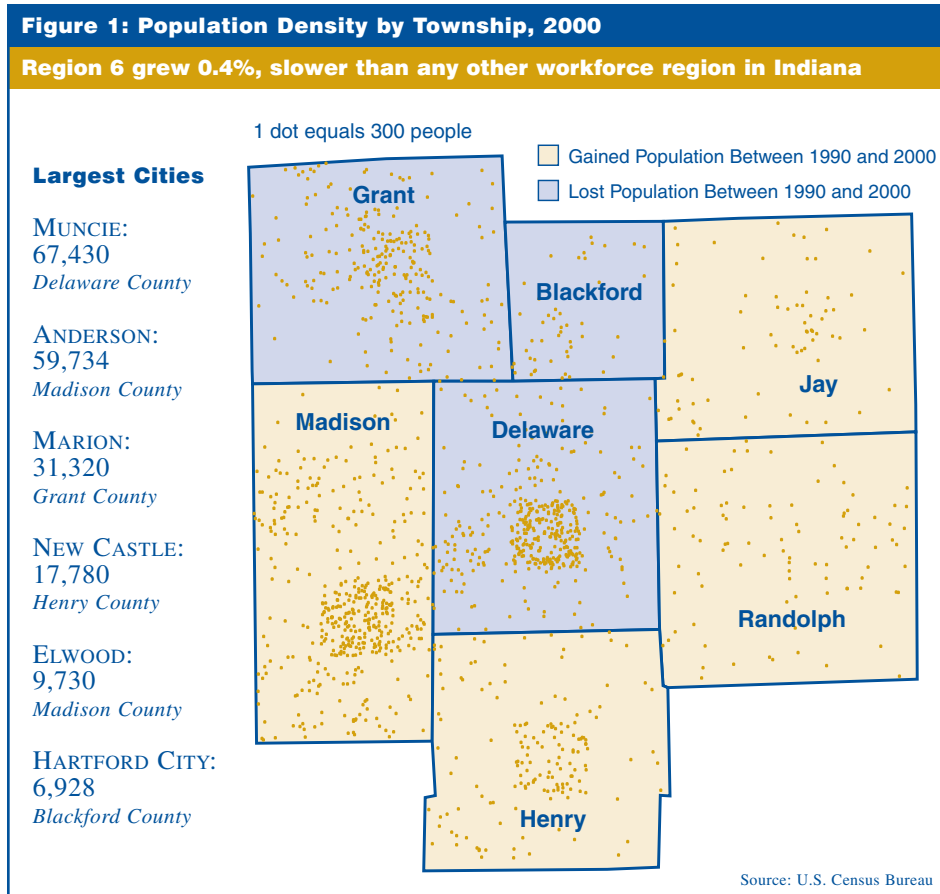 Figure 1: Population Density by Township, 2000
Region 6 grew 0.4%, slower than any other workforce region in Indiana
1 dot equals 300 people
Gained Population Between 1990 and 2000
Lost Population Between 1990 and 2000
Largest Cities
MUNCIE:
67,430
Delaware County
ANDERSON:
59,734
Madison County
MARION:
31,320
Grant County
NEW CASTLE:
17,780
Henry County
ELWOOD:
9,730
Madison County
HARTFORD CITY:
6,928
Blackford County
Grant
Blackford
Jay
Madison
Delaware
Randolph
Henry
Source: U.S. Census Bureau